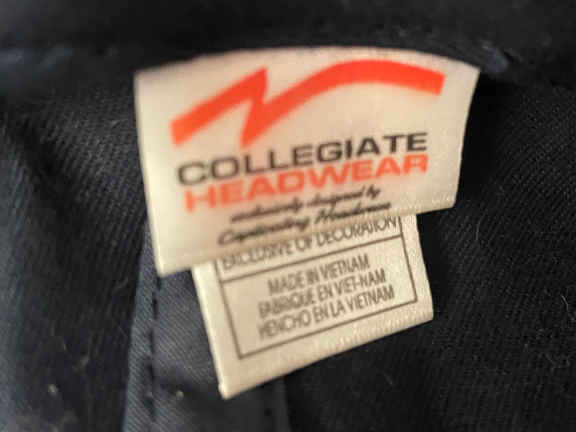 COLLEGIATE
HEADWEAR
exclusively designed by
Captivating Headwear
EXCLUSIVE OF DECORATION
MADE IN VIETNAM
FABRIQUE EN VIET-NAM
HENCHO EN LA VIETNAM